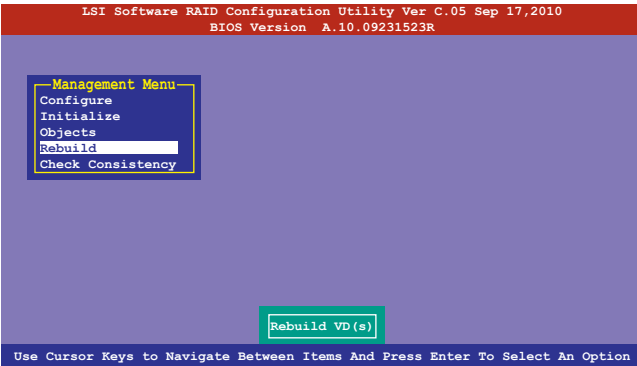 LSI Software RAID Configuration Utility Ver C.05 Sep 17,2010
BIOS Version A.10.09231523R
Management Menu
Configure
Initialize
Objects
Rebuild
Check Consistency
Rebuild VD(s)
Use Cursor Keys to Navigate Between Items And Press Enter To Select An Option